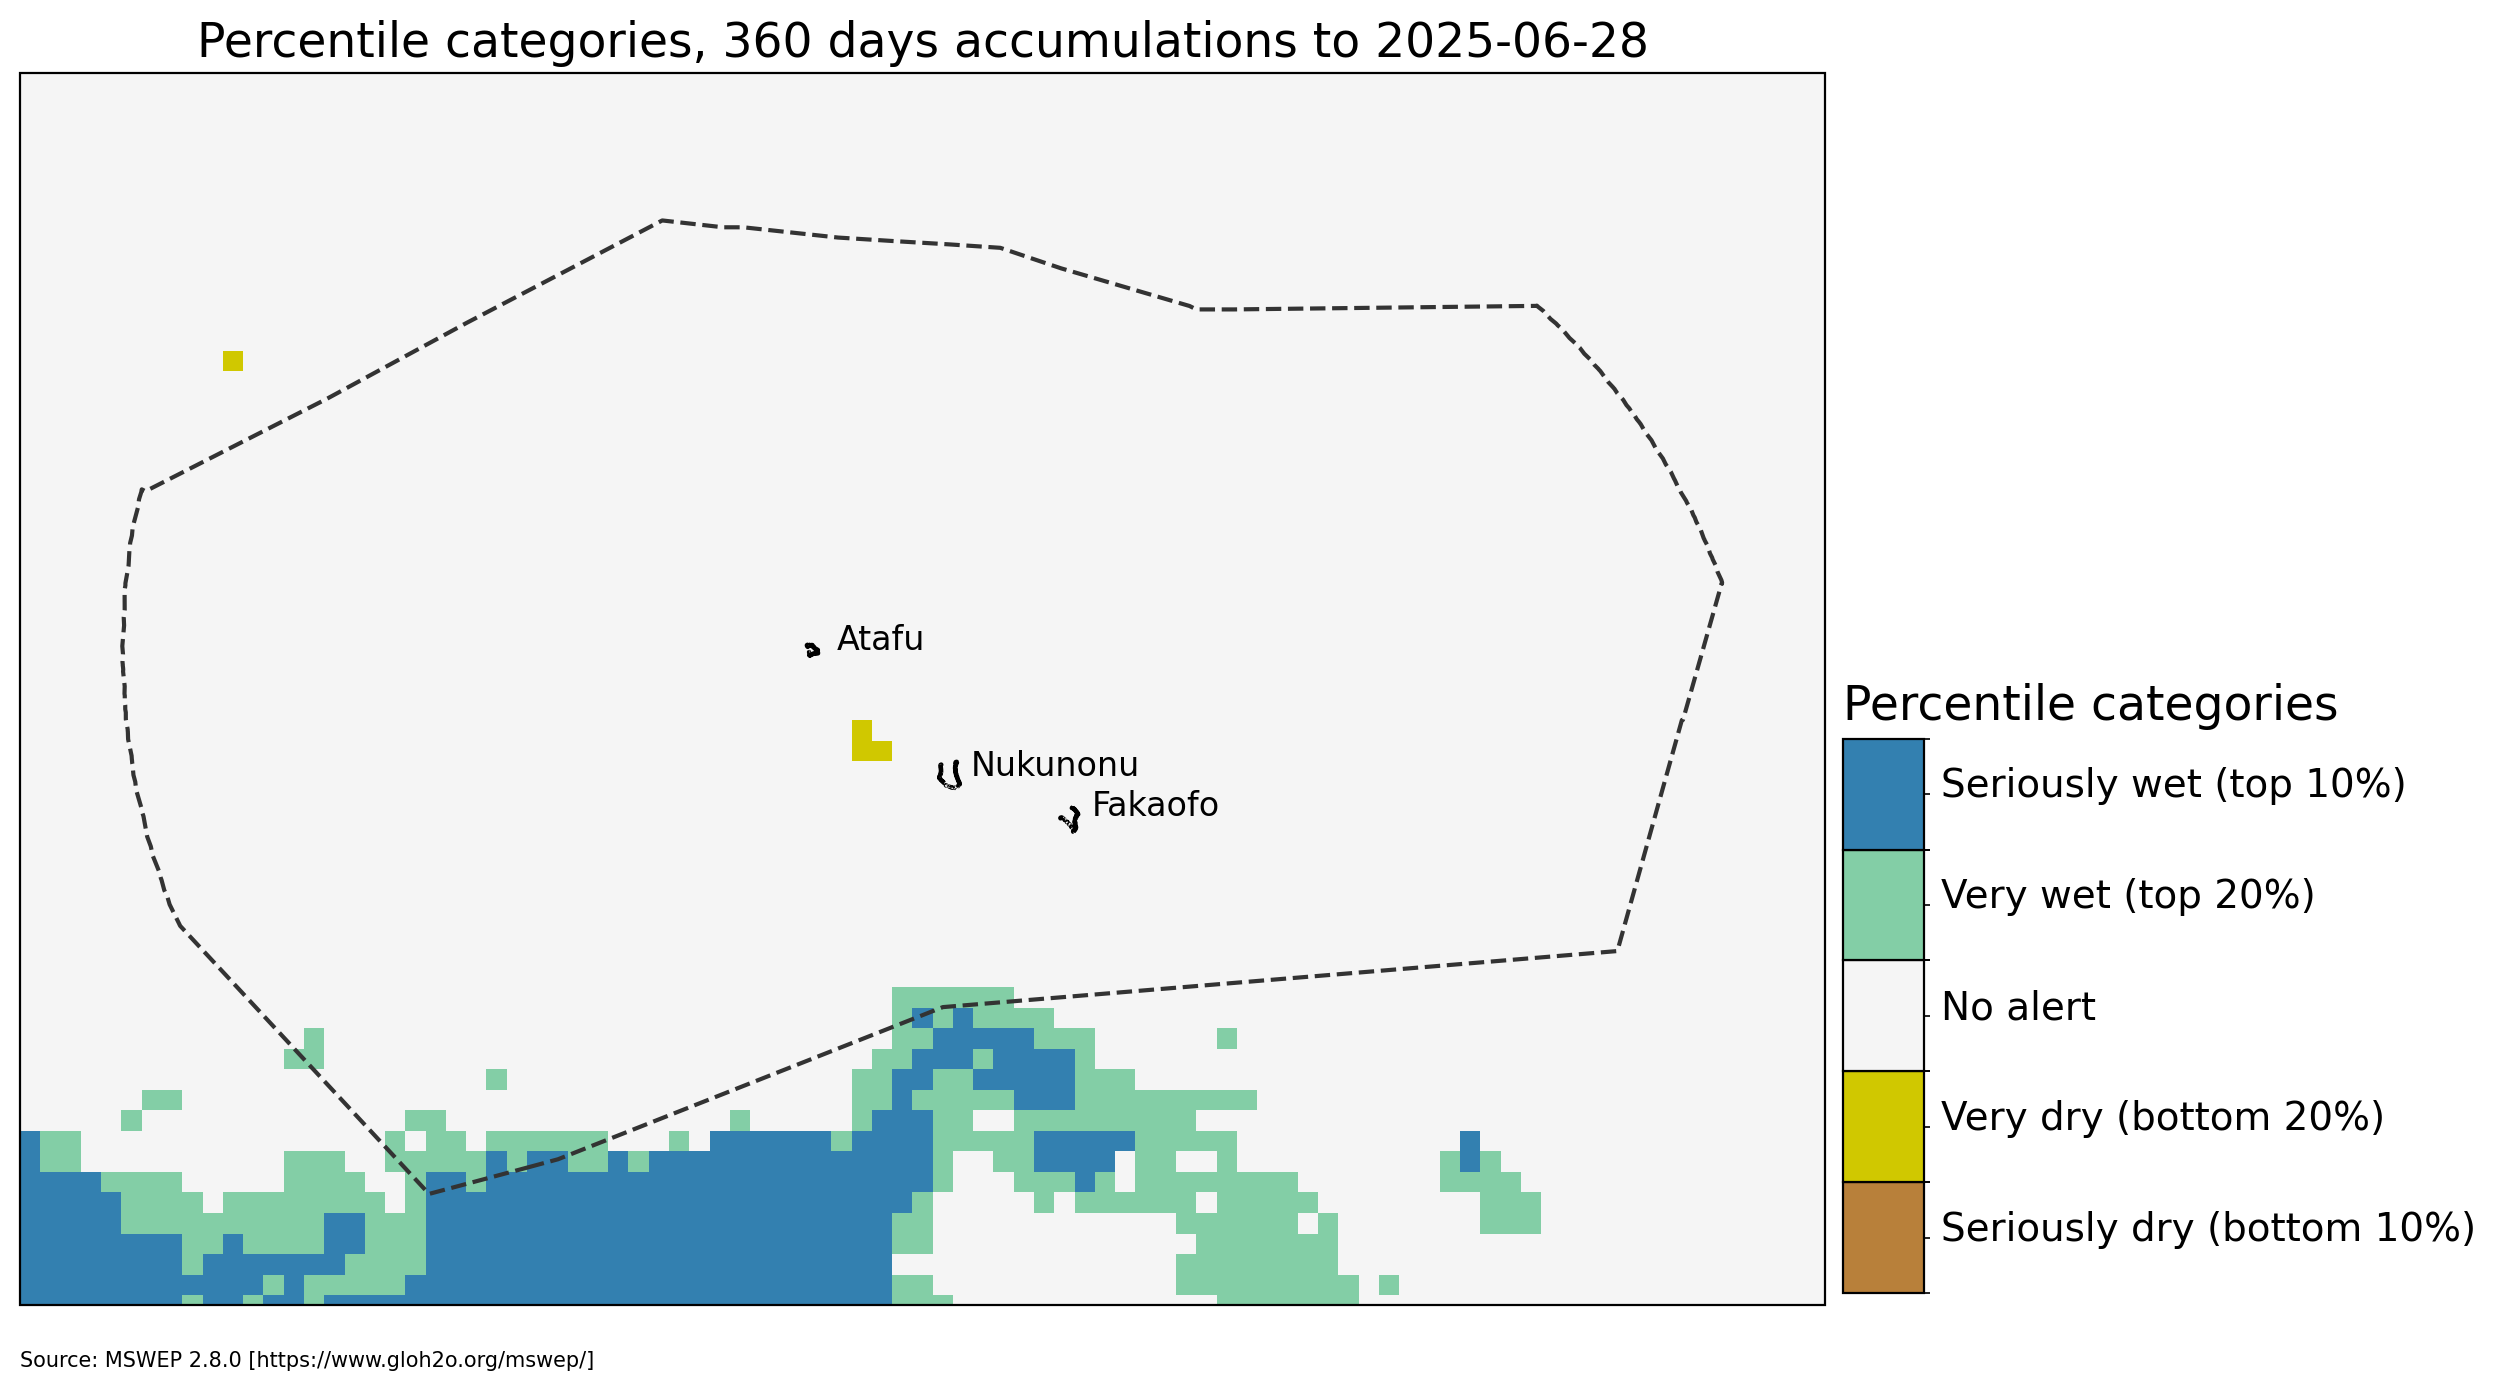 Percentile categories, 360 days accumulations to 2025-06-28
Atafu
Nukunonu
Fakaofo
Percentile categories
Seriously wet (top 10%)
Very wet (top 20%)
No alert
Very dry (bottom 20%)
Seriously dry (bottom 10%)
Source: MSWEP 2.8.0 [https://www.gloh2o.org/mswep/]